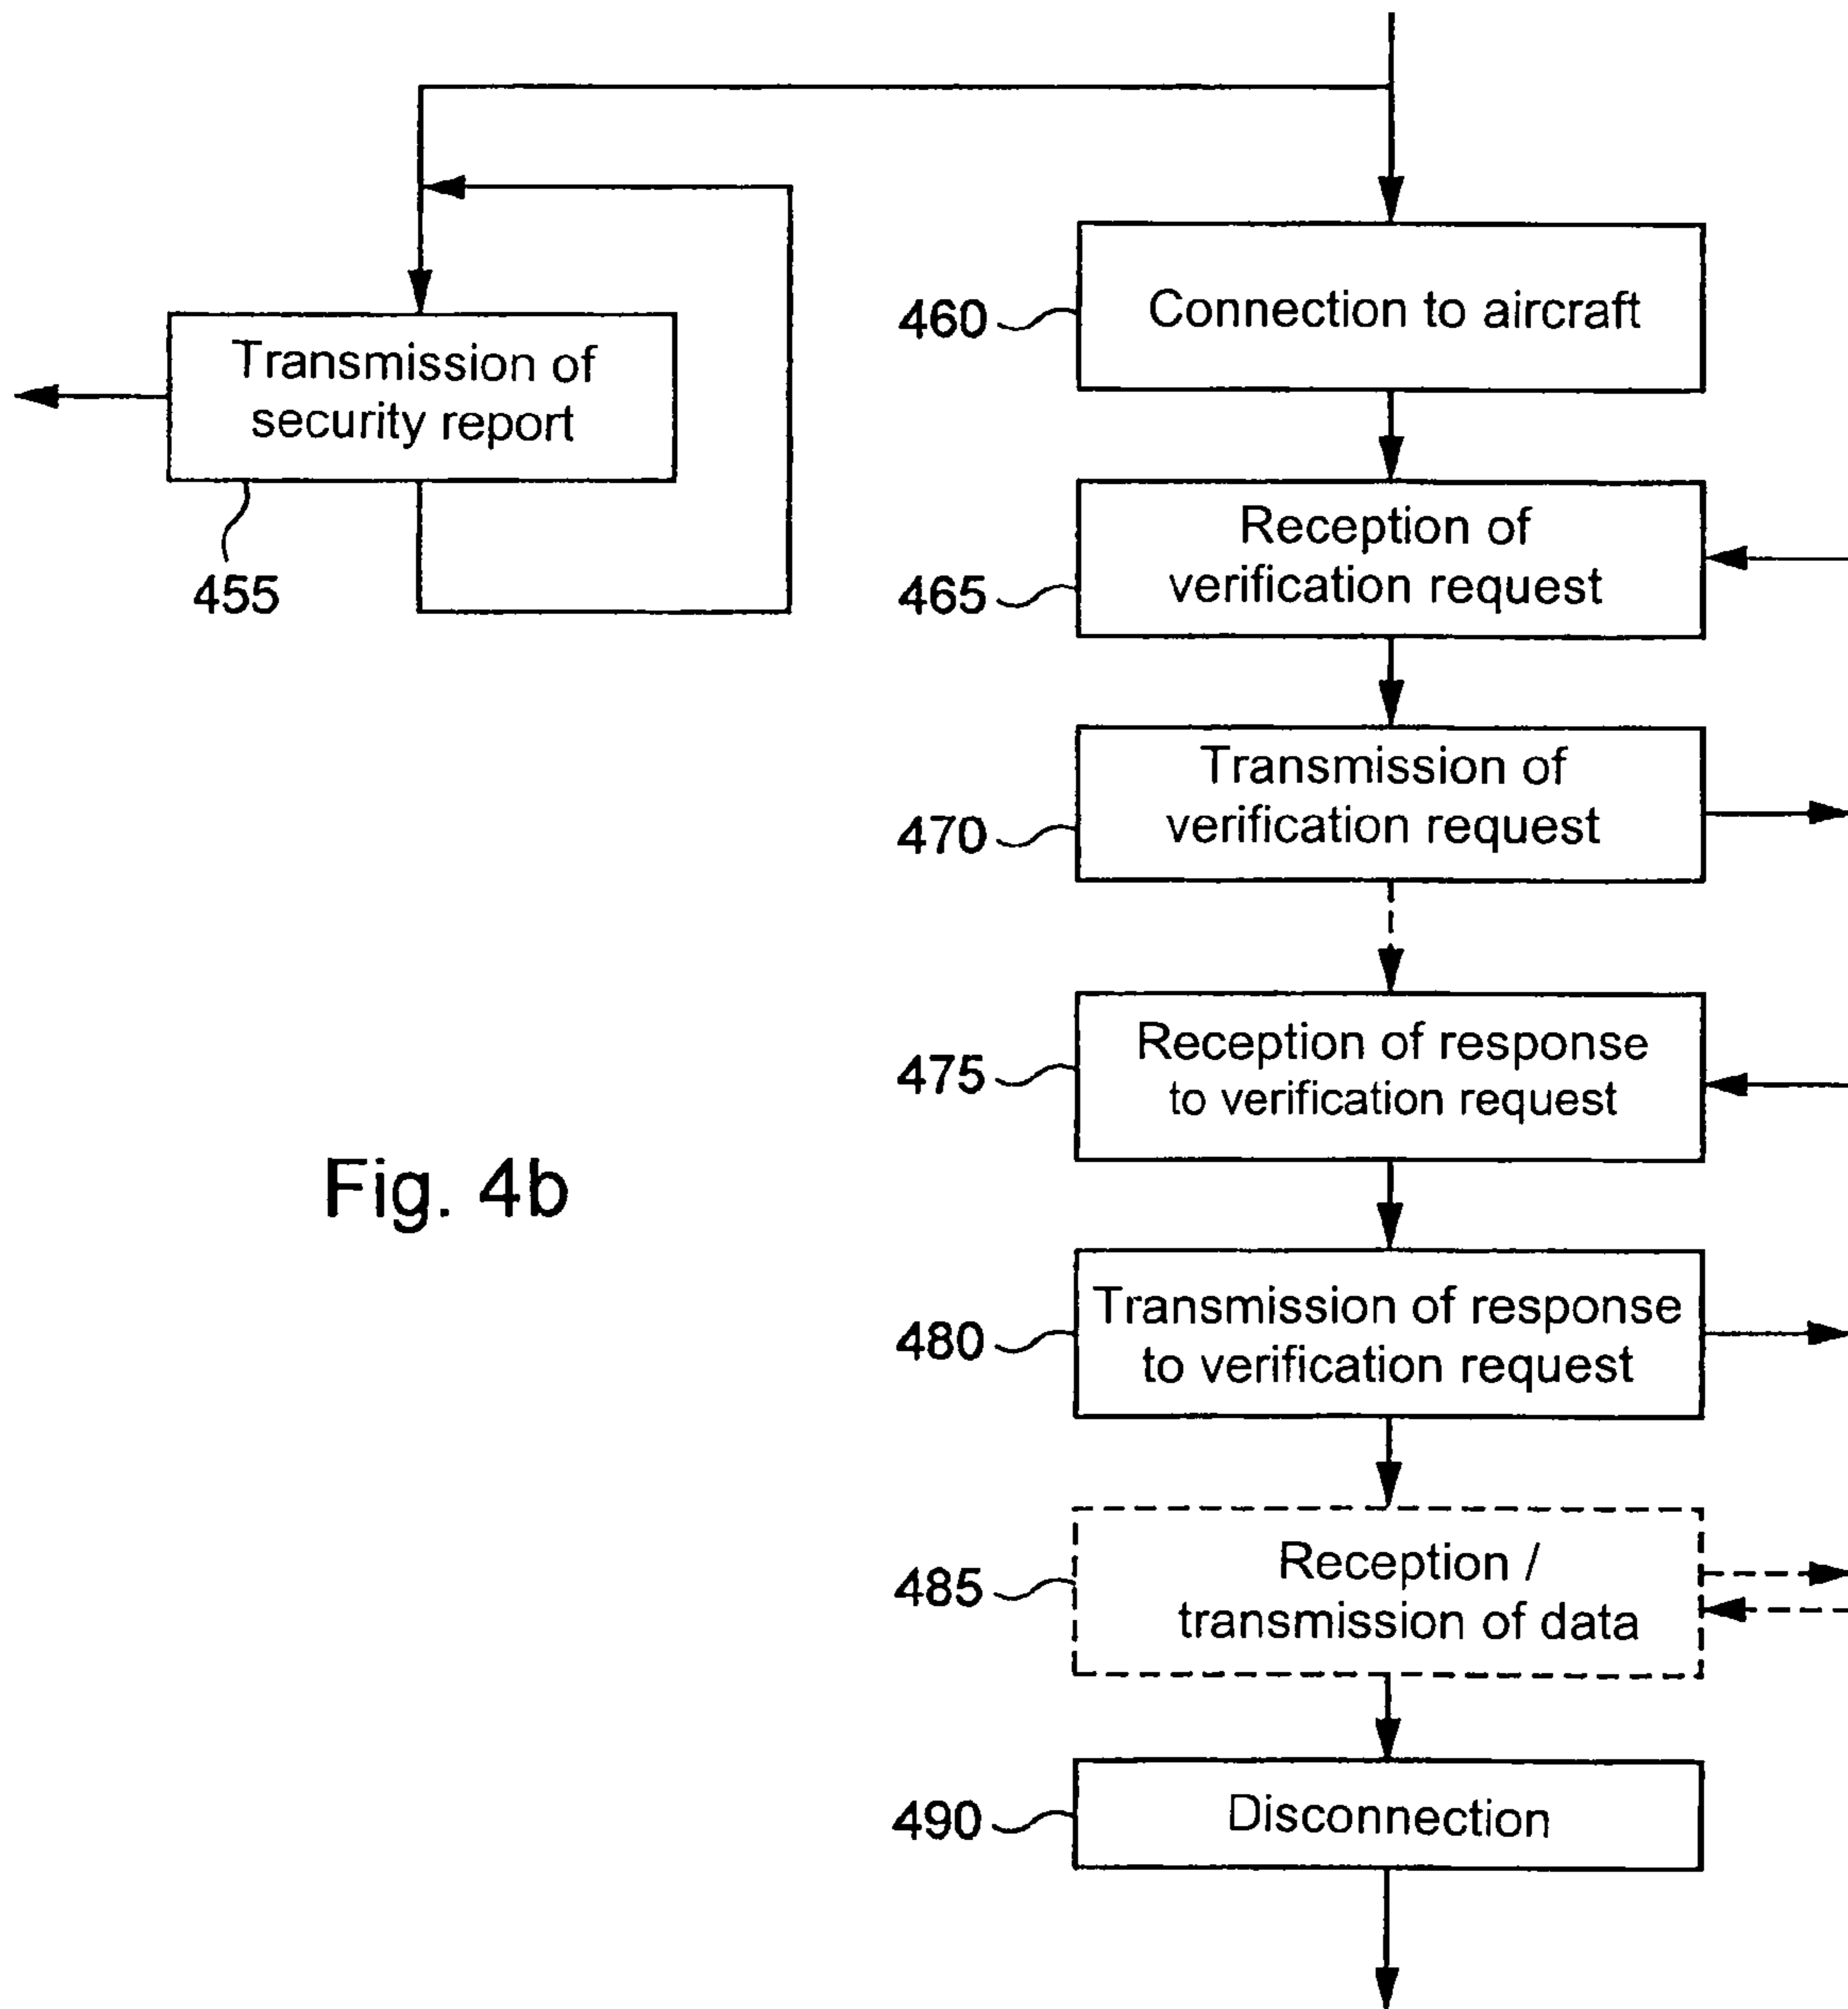 460
Connection to aircraft
Transmission of
security report
455
465
Reception of
verification request
470
Transmission of
verification request
475
Reception of response
to verification request
Fig. 4b
480
Transmission of response
to verification request
485
Reception /
transmission of data
490
Disconnection